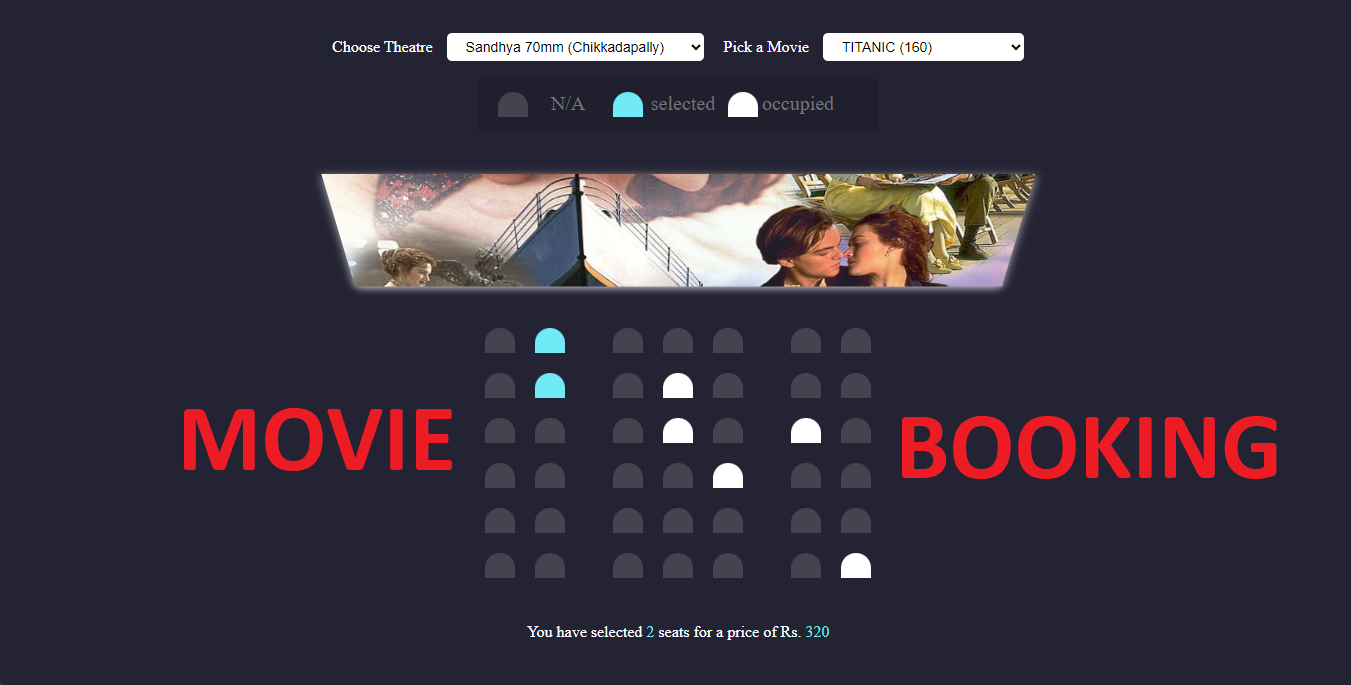 Choose Theatre Sandhya 70mm (Chikkadapally) Pick a Movie TITANIC (160)
N/A selected occupied
MOVIE BOOKING
You have selected 2 seats for a price of Rs. 320